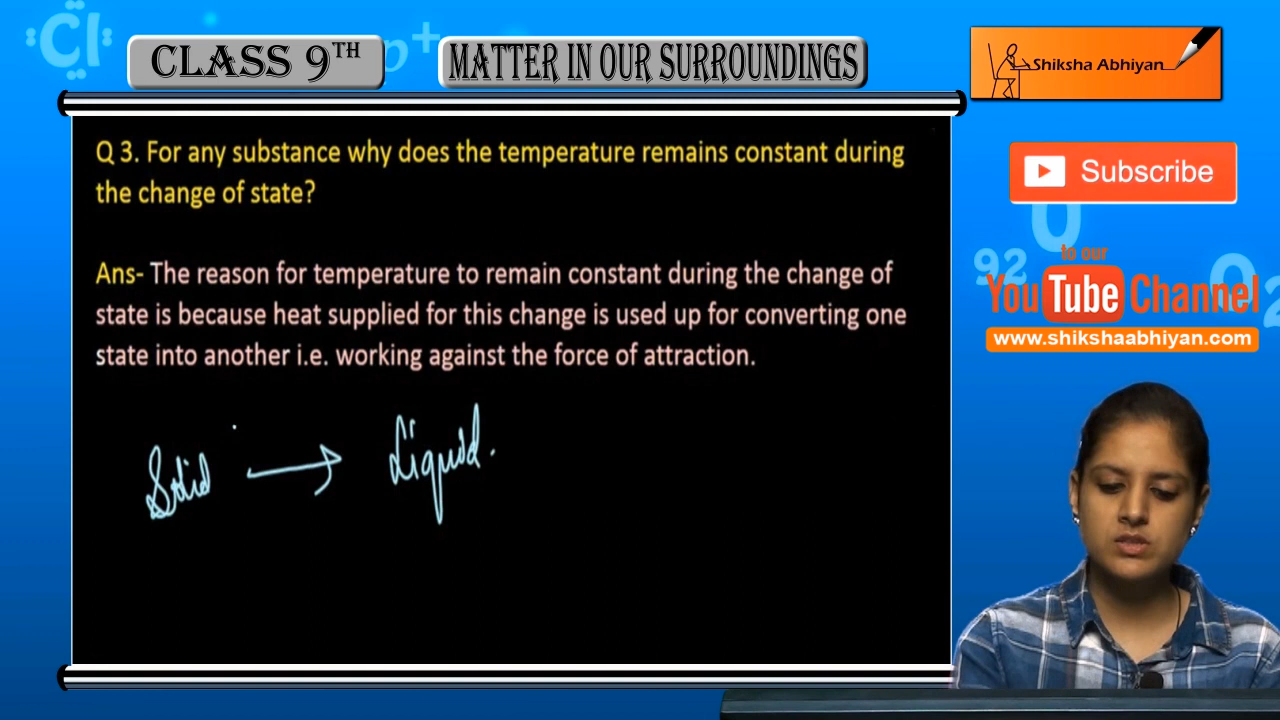 CLASS 9TH
MATTER IN OUR SURROUNDINGS
Shiksha Abhiyan
Q 3. For any substance why does the temperature remains constant during
the change of state?
Ans- The reason for temperature to remain constant during the change of
state is because heat supplied for this change is used up for converting one
state into another i.e. working against the force of attraction.
Solid → Liquid.
Subscribe
to our
YouTube Channel
www.shikshaabhiyan.com
Cl
p+
92
O
O2